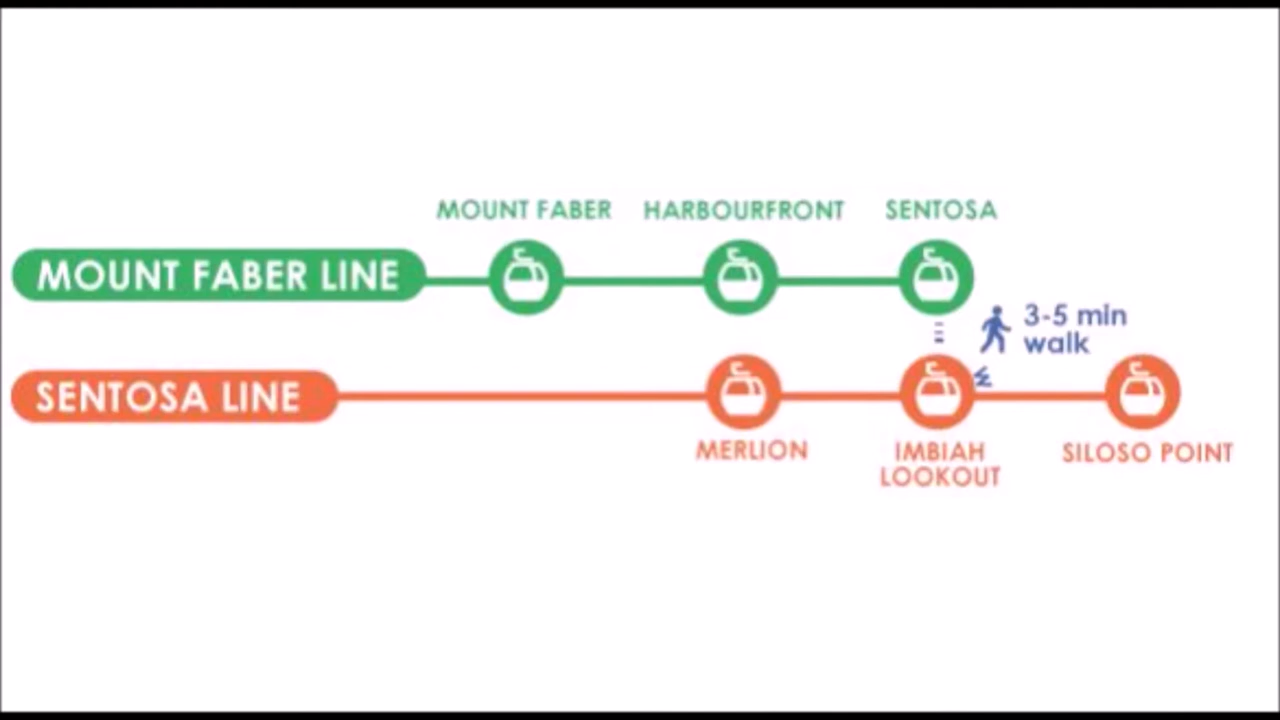 MOUNT FABER
HARBOURFRONT
SENTOSA
MOUNT FABER LINE
3-5 min
walk
SENTOSA LINE
MERLION
IMBIAH
LOOKOUT
SILOSO POINT